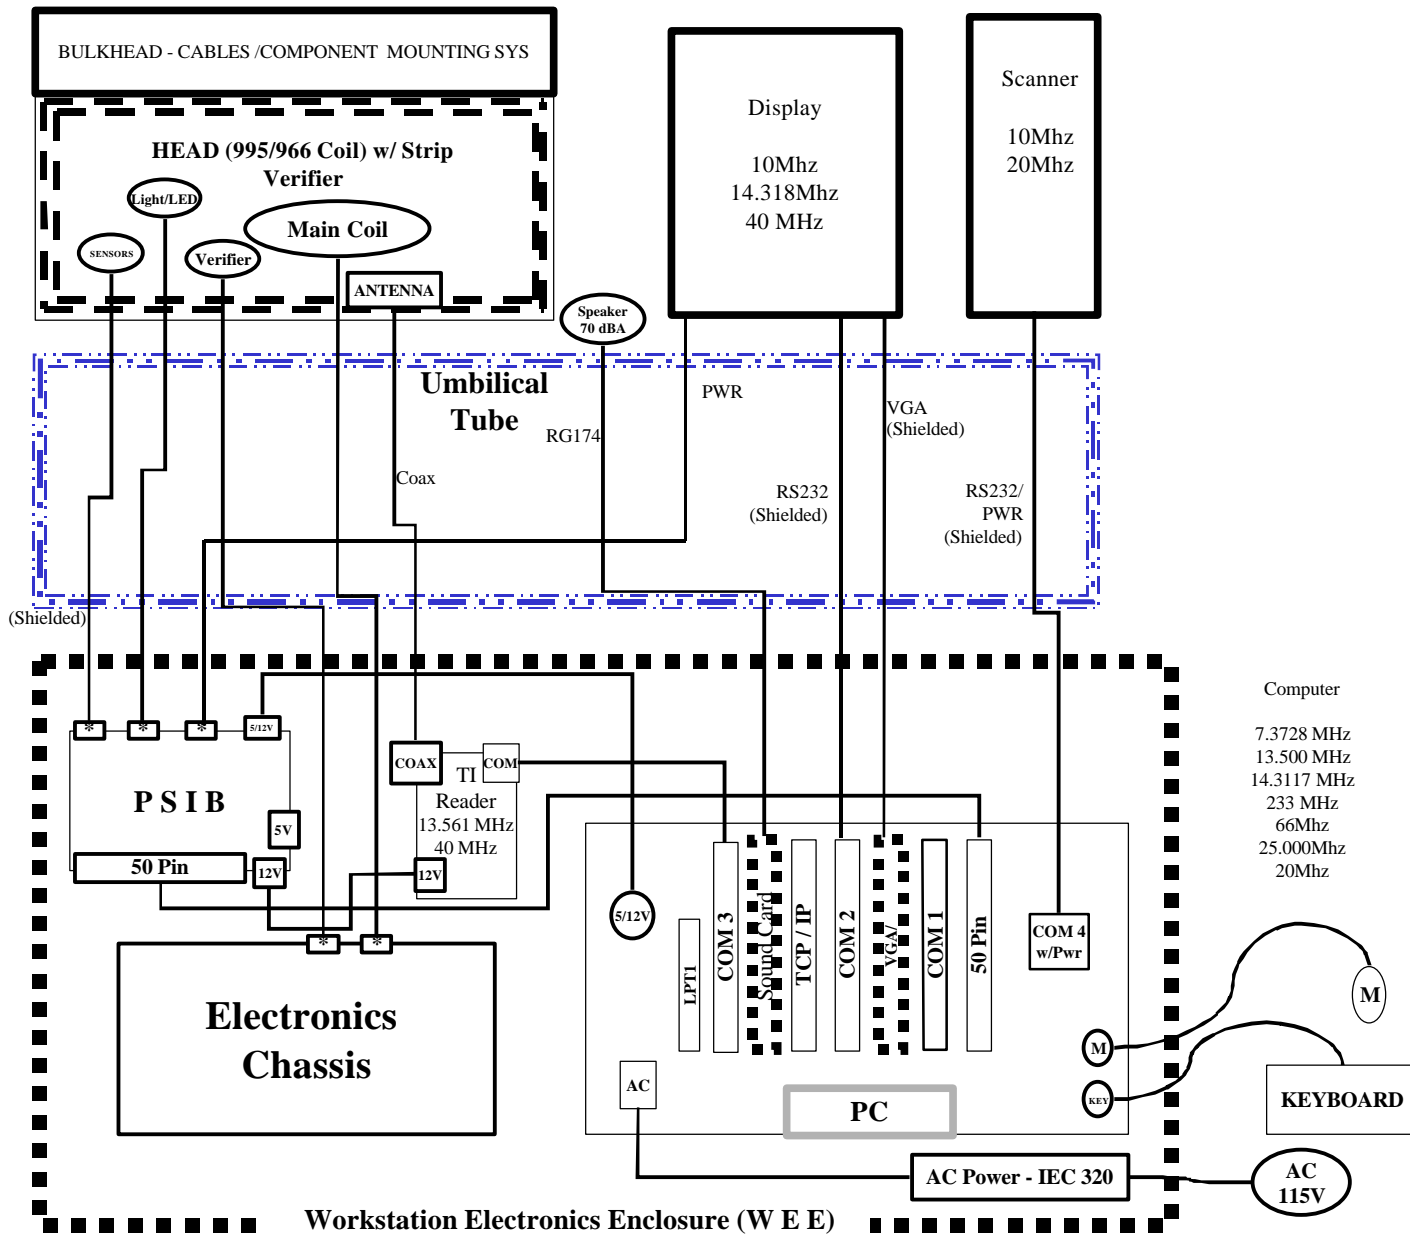 BULKHEAD - CABLES /COMPONENT MOUNTING SYS
HEAD (995/966 Coil) w/ Strip
Verifier
Light/LED
Main Coil
SENSORS
Verifier
ANTENNA
Speaker
70 dBA
Display
10Mhz
14.318Mhz
40 MHz
Scanner
10Mhz
20Mhz
Umbilical
Tube
PWR
RG174
VGA
(Shielded)
Coax
RS232
(Shielded)
RS232/
PWR
(Shielded)
(Shielded)
*
*
*
5/12V
P S I B
5V
50 Pin
12V
COAX
TI
COM
Reader
13.561 MHz
40 MHz
12V
*
*
Electronics
Chassis
5/12V
LPT1
COM 3
Sound Card
TCP / IP
COM 2
VGA/
COM 1
50 Pin
COM 4
w/Pwr
M
KEY
AC
PC
AC Power - IEC 320
Workstation Electronics Enclosure (W E E)
Computer
7.3728 MHz
13.500 MHz
14.3117 MHz
233 MHz
66Mhz
25.000Mhz
20Mhz
M
KEYBOARD
AC
115V